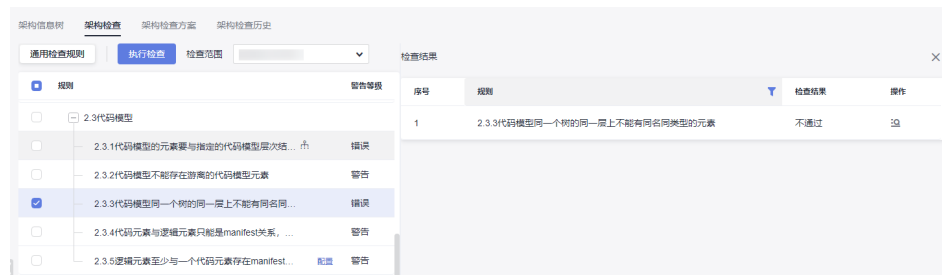 架构信息树 架构检查 架构检查方案 架构检查历史
通用检查规则 执行检查 检查范围
规则 警告等级
2.3代码模型
2.3.1代码模型的元素要与指定的代码模型层次结... 错误
2.3.2代码模型不能存在游离的代码模型元素 警告
2.3.3代码模型同一个树的同一层上不能有同名同... 错误
2.3.4代码元素与逻辑元素只能是manifest关系，... 警告
2.3.5逻辑元素至少与一个代码元素存在manifest... 配置 警告
检查结果
序号 规则 检查结果 操作
1 2.3.3代码模型同一个树的同一层上不能有同名同类型的元素 不通过